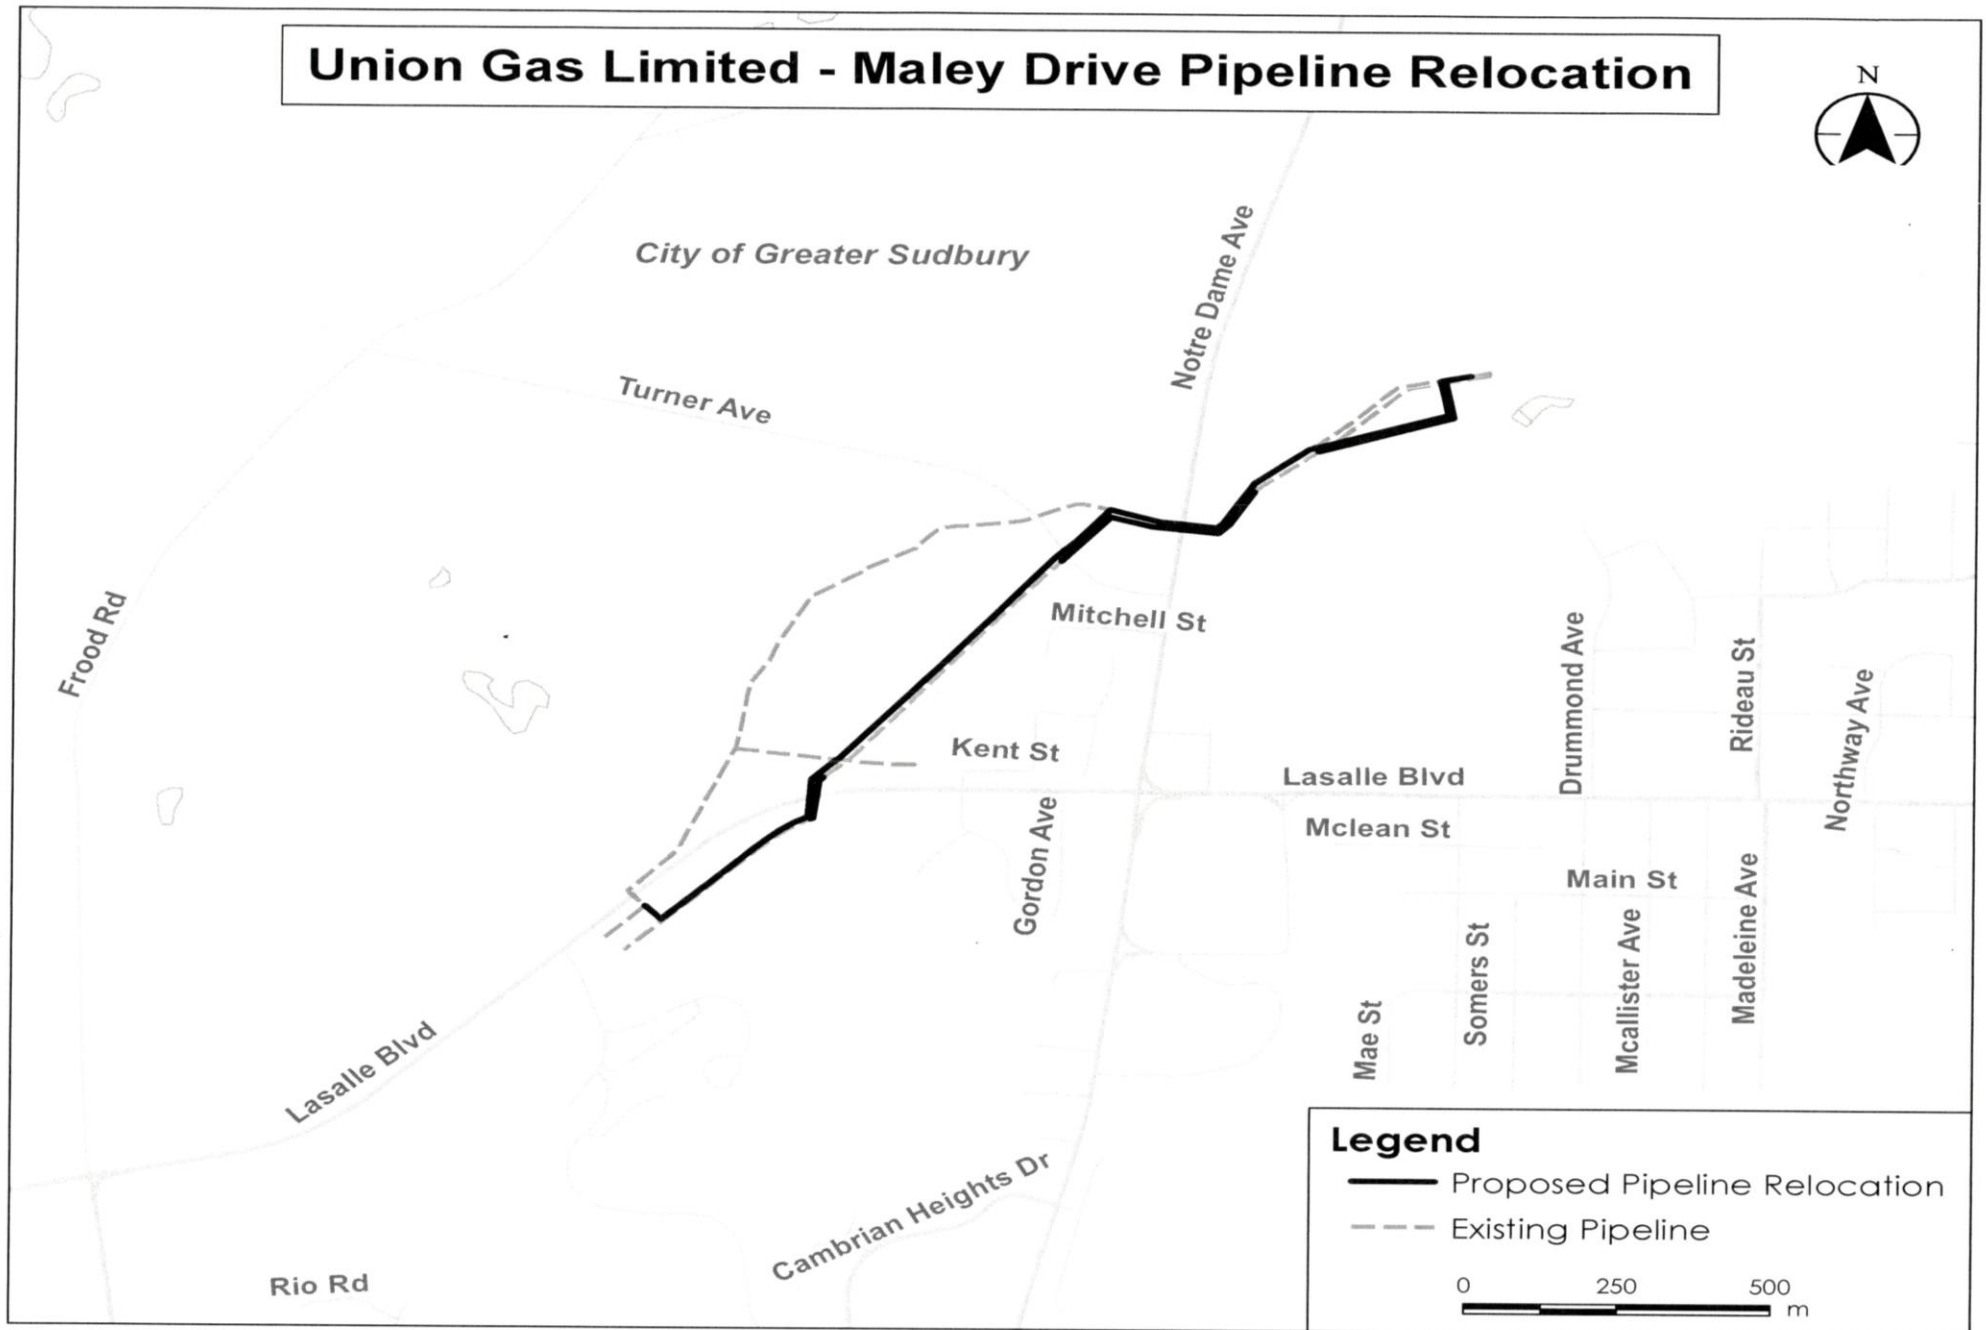 Union Gas Limited - Maley Drive Pipeline Relocation
N
City of Greater Sudbury
Notre Dame Ave
Turner Ave
Frood Rd
Mitchell St
Drummond Ave
Rideau St
Northway Ave
Kent St
Lasalle Blvd
Gordon Ave
Mclean St
Main St
Madeleine Ave
Mcallister Ave
Somers St
Mae St
Lasalle Blvd
Cambrian Heights Dr
Rio Rd
Legend
Proposed Pipeline Relocation
Existing Pipeline
0 250 500
m